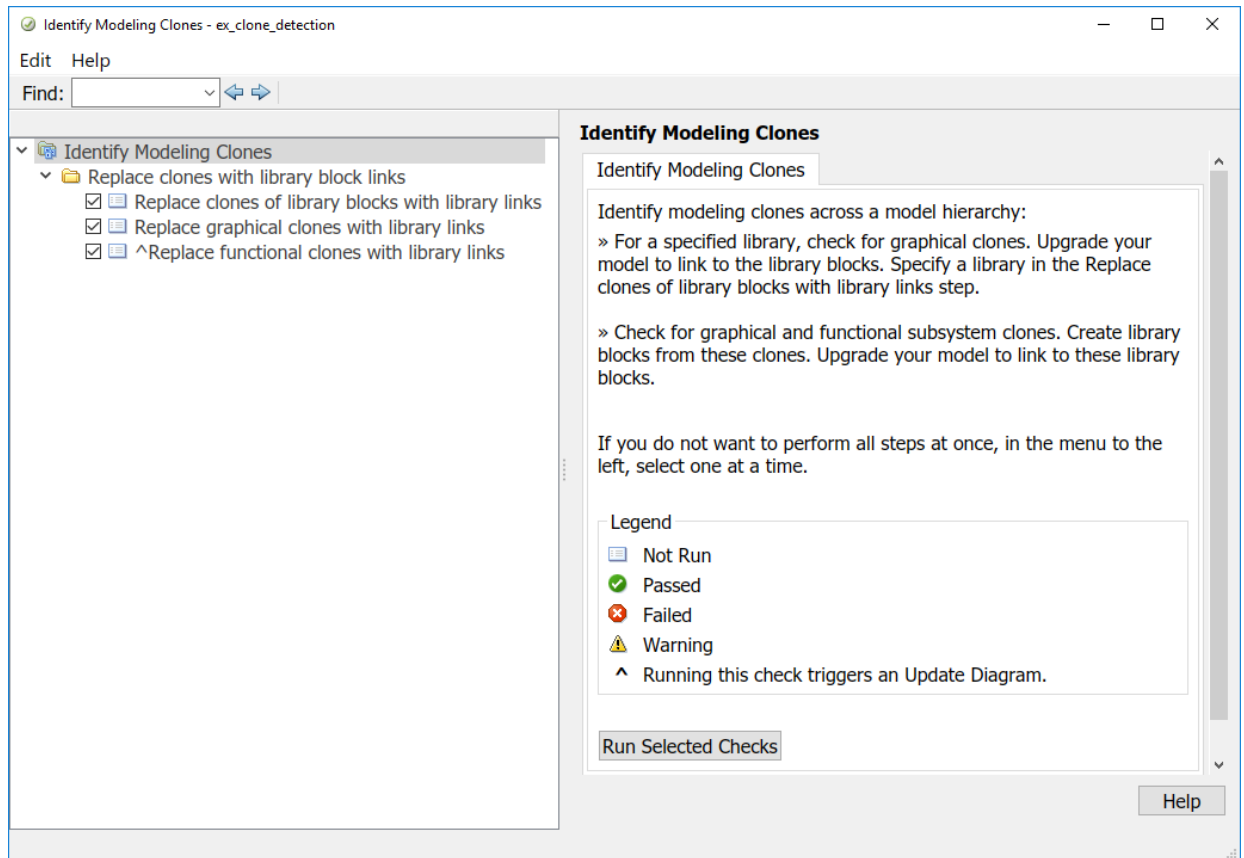 Identify Modeling Clones - ex_clone_detection
Edit Help
Find:
Identify Modeling Clones
Replace clones with library block links
Replace clones of library blocks with library links
Replace graphical clones with library links
^Replace functional clones with library links
Identify Modeling Clones
Identify Modeling Clones
Identify modeling clones across a model hierarchy:
» For a specified library, check for graphical clones. Upgrade your
model to link to the library blocks. Specify a library in the Replace
clones of library blocks with library links step.
» Check for graphical and functional subsystem clones. Create library
blocks from these clones. Upgrade your model to link to these library
blocks.
If you do not want to perform all steps at once, in the menu to the
left, select one at a time.
Legend
Not Run
Passed
Failed
Warning
^ Running this check triggers an Update Diagram.
Run Selected Checks
Help